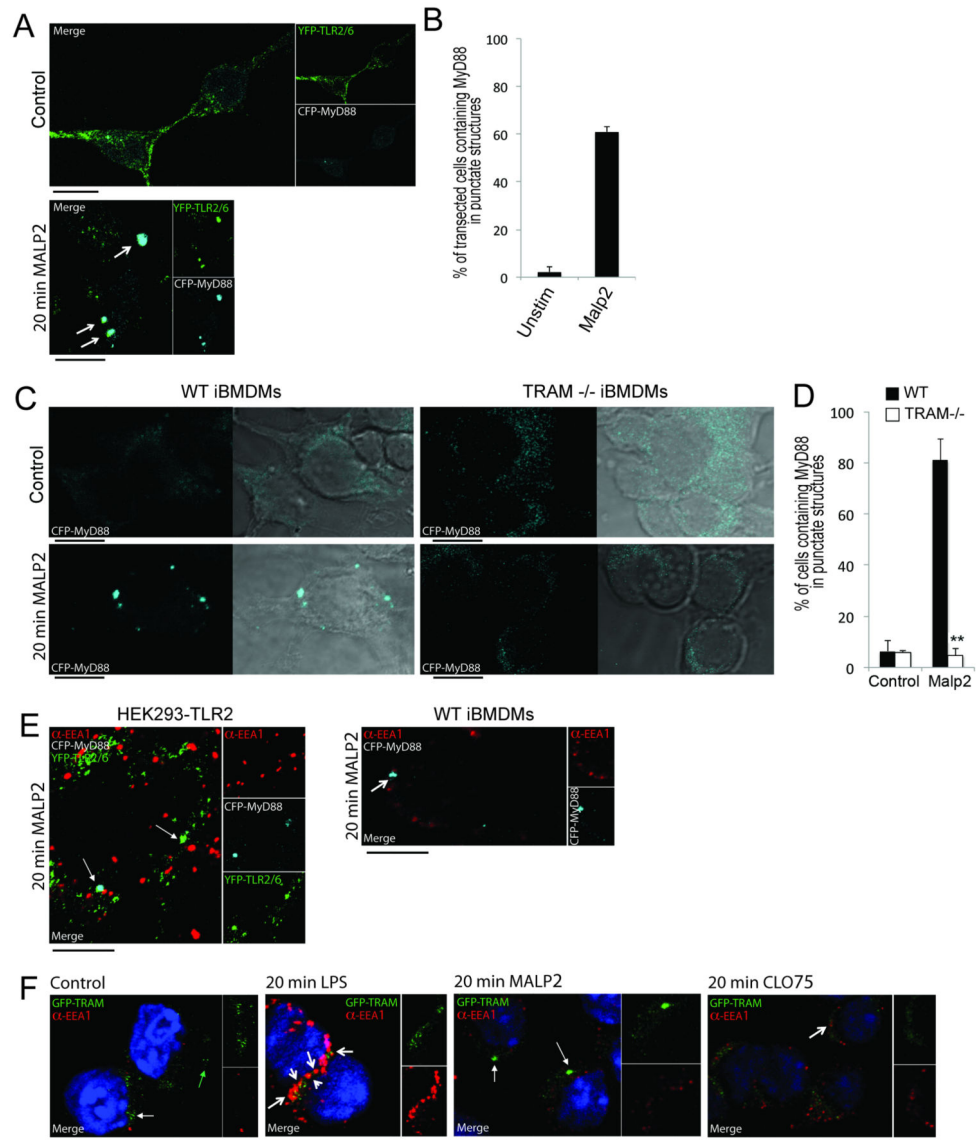 A
Merge
YFP-TLR2/6
CFP-MyD88
Control
Merge
YFP-TLR2/6
CFP-MyD88
20 min MALP2
B
% of transected cells containing MyD88
in punctate structures
100
80
60
40
20
0
Unstim
Malp2
C
WT iBMDMs
TRAM -/- iBMDMs
Control
CFP-MyD88
CFP-MyD88
20 min MALP2
CFP-MyD88
CFP-MyD88
D
WT
TRAM-/-
% of cells containing MyD88
in punctate structures
100
80
60
40
20
0
**
Control
Malp2
E
HEK293-TLR2
20 min MALP2
α-EEA1
CFP-MyD88
YFP-TLR2/6
Merge
α-EEA1
CFP-MyD88
YFP-TLR2/6
WT iBMDMs
20 min MALP2
α-EEA1
CFP-MyD88
Merge
α-EEA1
CFP-MyD88
F
Control
GFP-TRAM
α-EEA1
Merge
20 min LPS
GFP-TRAM
α-EEA1
Merge
20 min MALP2
GFP-TRAM
α-EEA1
Merge
20 min CLO75
GFP-TRAM
α-EEA1
Merge